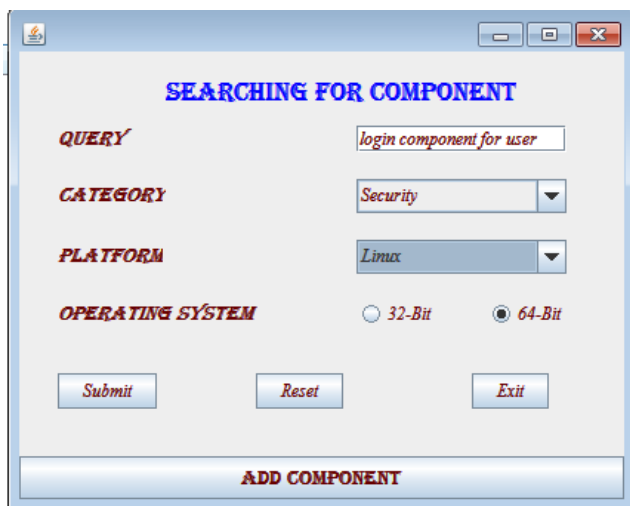 SEARCHING FOR COMPONENT
QUERY login component for user
CATEGORY Security
PLATFORM Linux
OPERATING SYSTEM 32-Bit 64-Bit
Submit Reset Exit
ADD COMPONENT